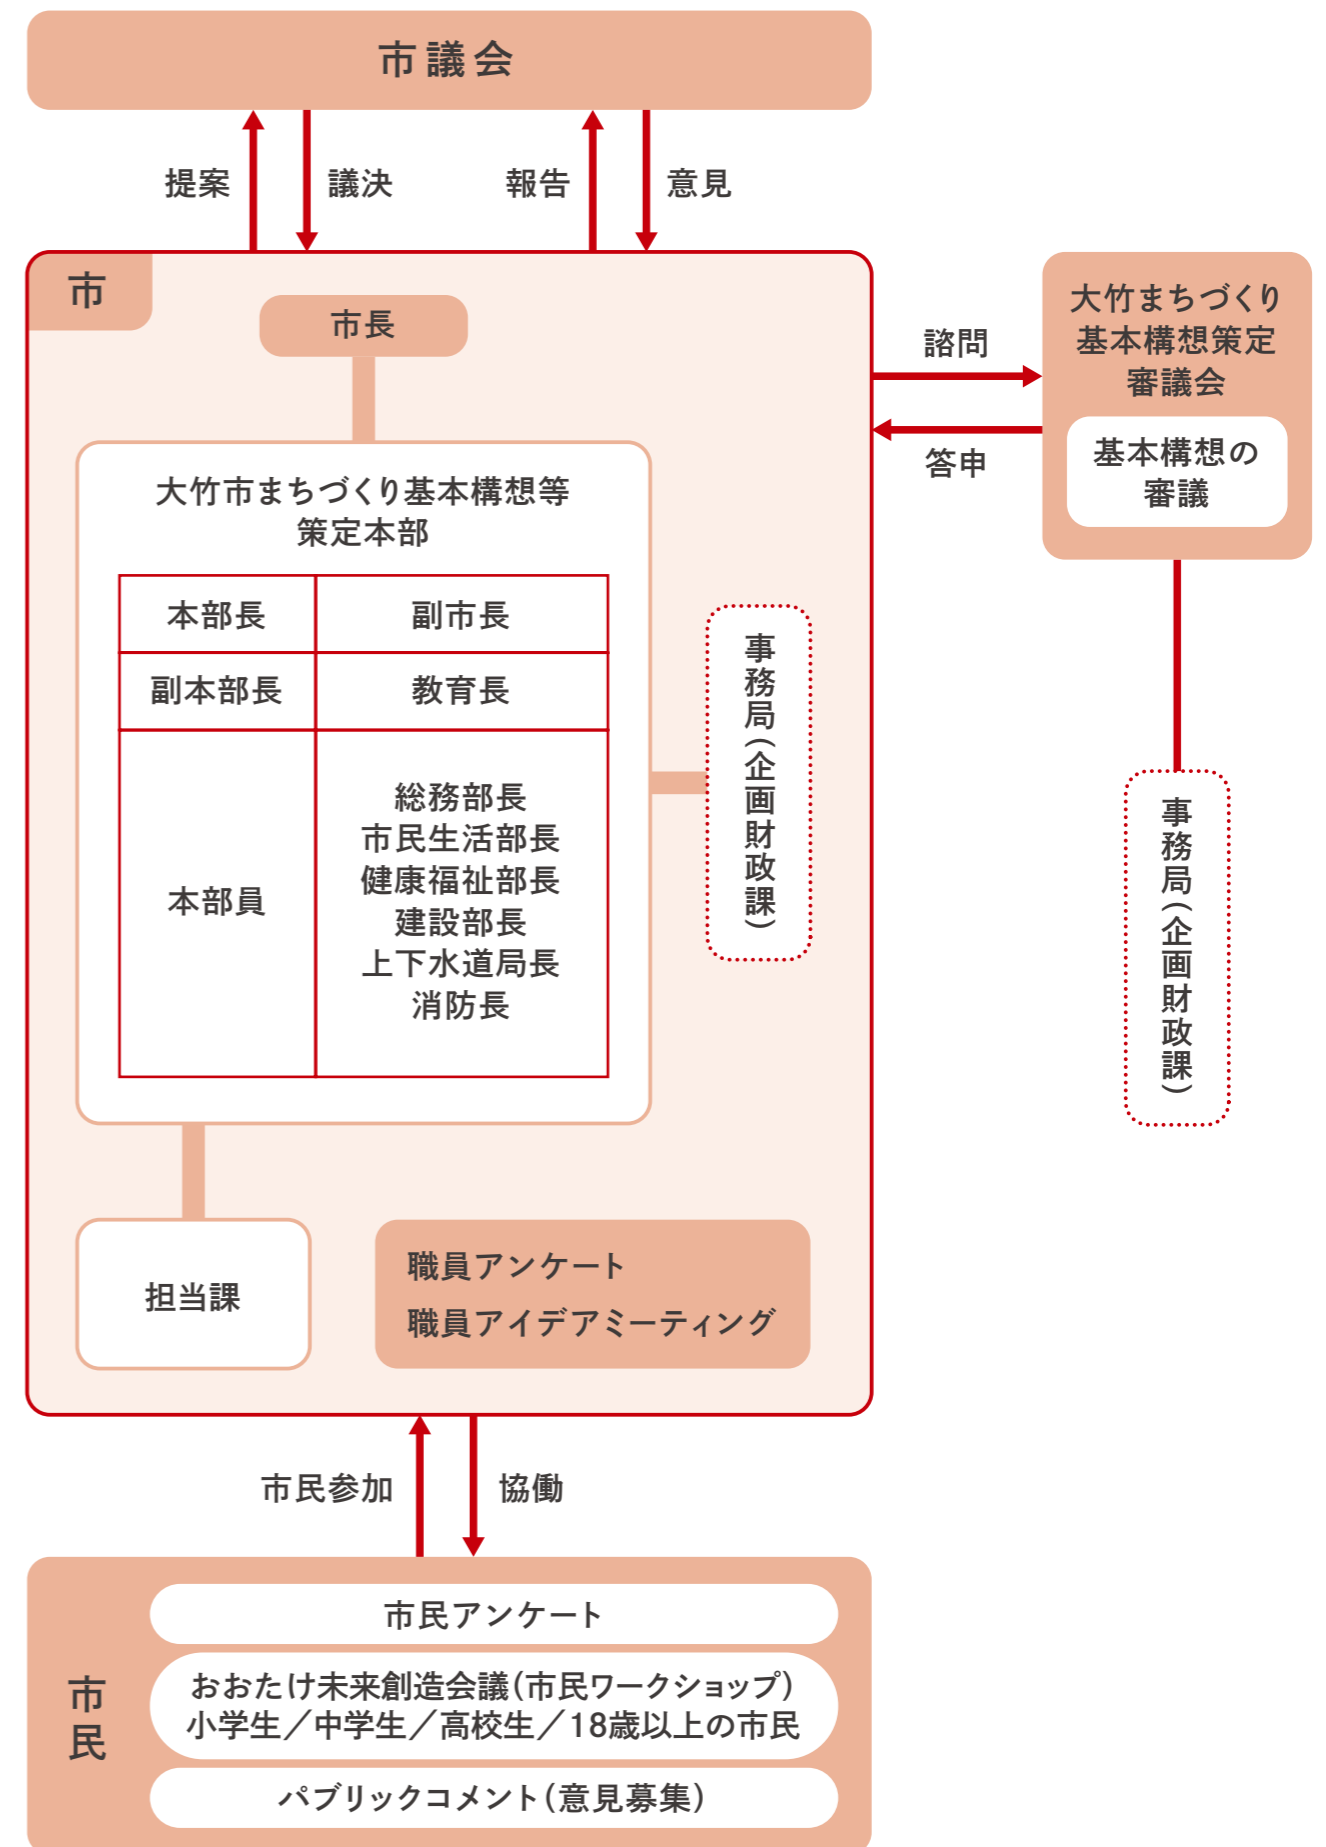 市議会
提案
議決
報告
意見
市
市長
大竹市まちづくり基本構想等
策定本部
本部長
副市長
副本部長
教育長
本部員
総務部長
市民生活部長
健康福祉部長
建設部長
上下水道局長
消防長
事務局(企画財政課)
担当課
職員アンケート
職員アイデアミーティング
諮問
答申
大竹まちづくり
基本構想策定
審議会
基本構想の
審議
事務局(企画財政課)
市民参加
協働
市民
市民アンケート
おおたけ未来創造会議(市民ワークショップ)
小学生／中学生／高校生／18歳以上の市民
パブリックコメント(意見募集)